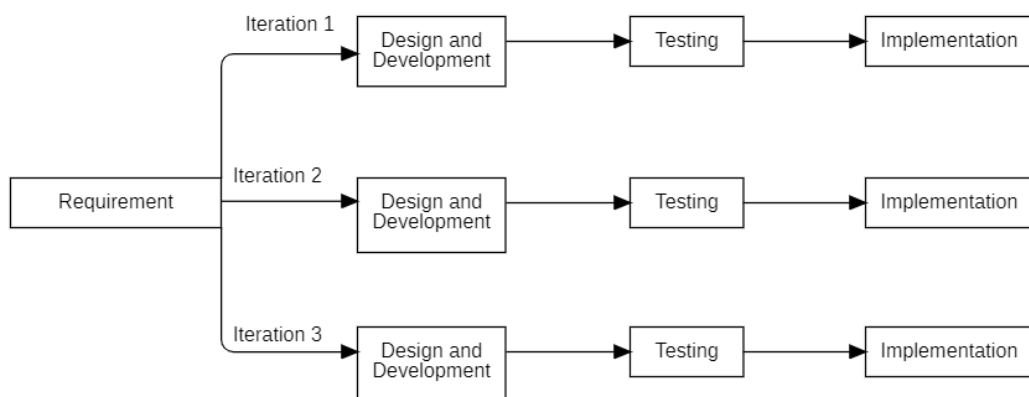 Iteration 1
Design and
Development
Testing
Implementation
Iteration 2
Requirement
Design and
Development
Testing
Implementation
Iteration 3
Design and
Development
Testing
Implementation